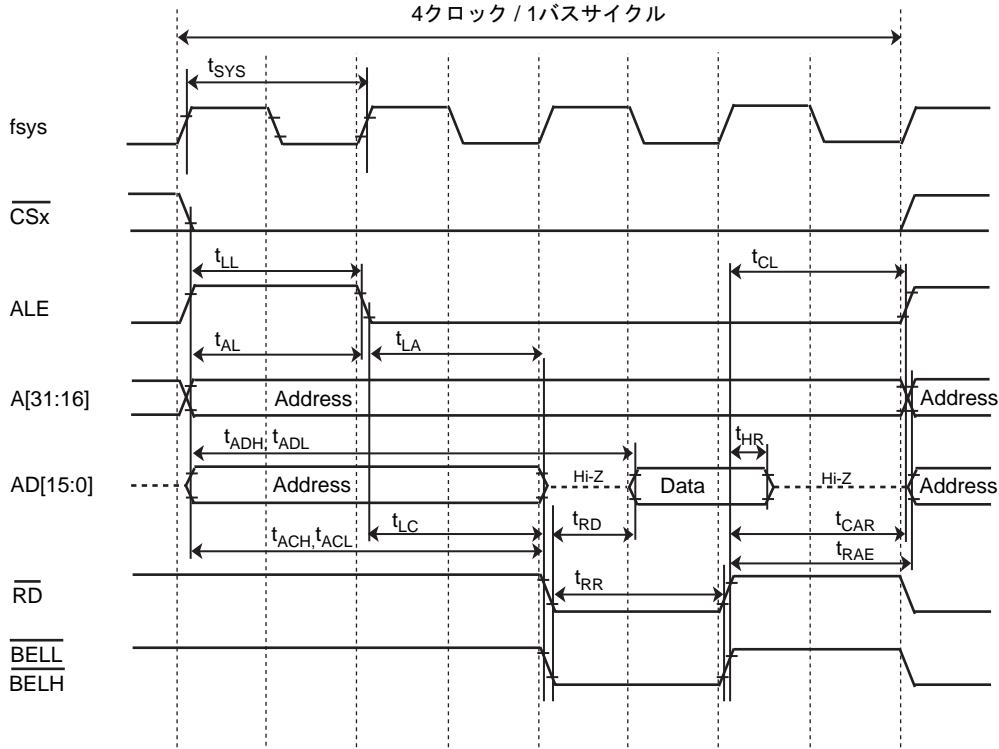 4クロック / 1バスサイクル
tSYS
fsys
CSx
tLL
tCL
ALE
tAL
tLA
A[31:16]
Address
Address
tADH, tADL
tHR
AD[15:0]
Address
Hi-Z
Data
Hi-Z
Address
tLC
tRD
tCAR
tACH,tACL
tRAE
RD
tRR
BELL
BELH